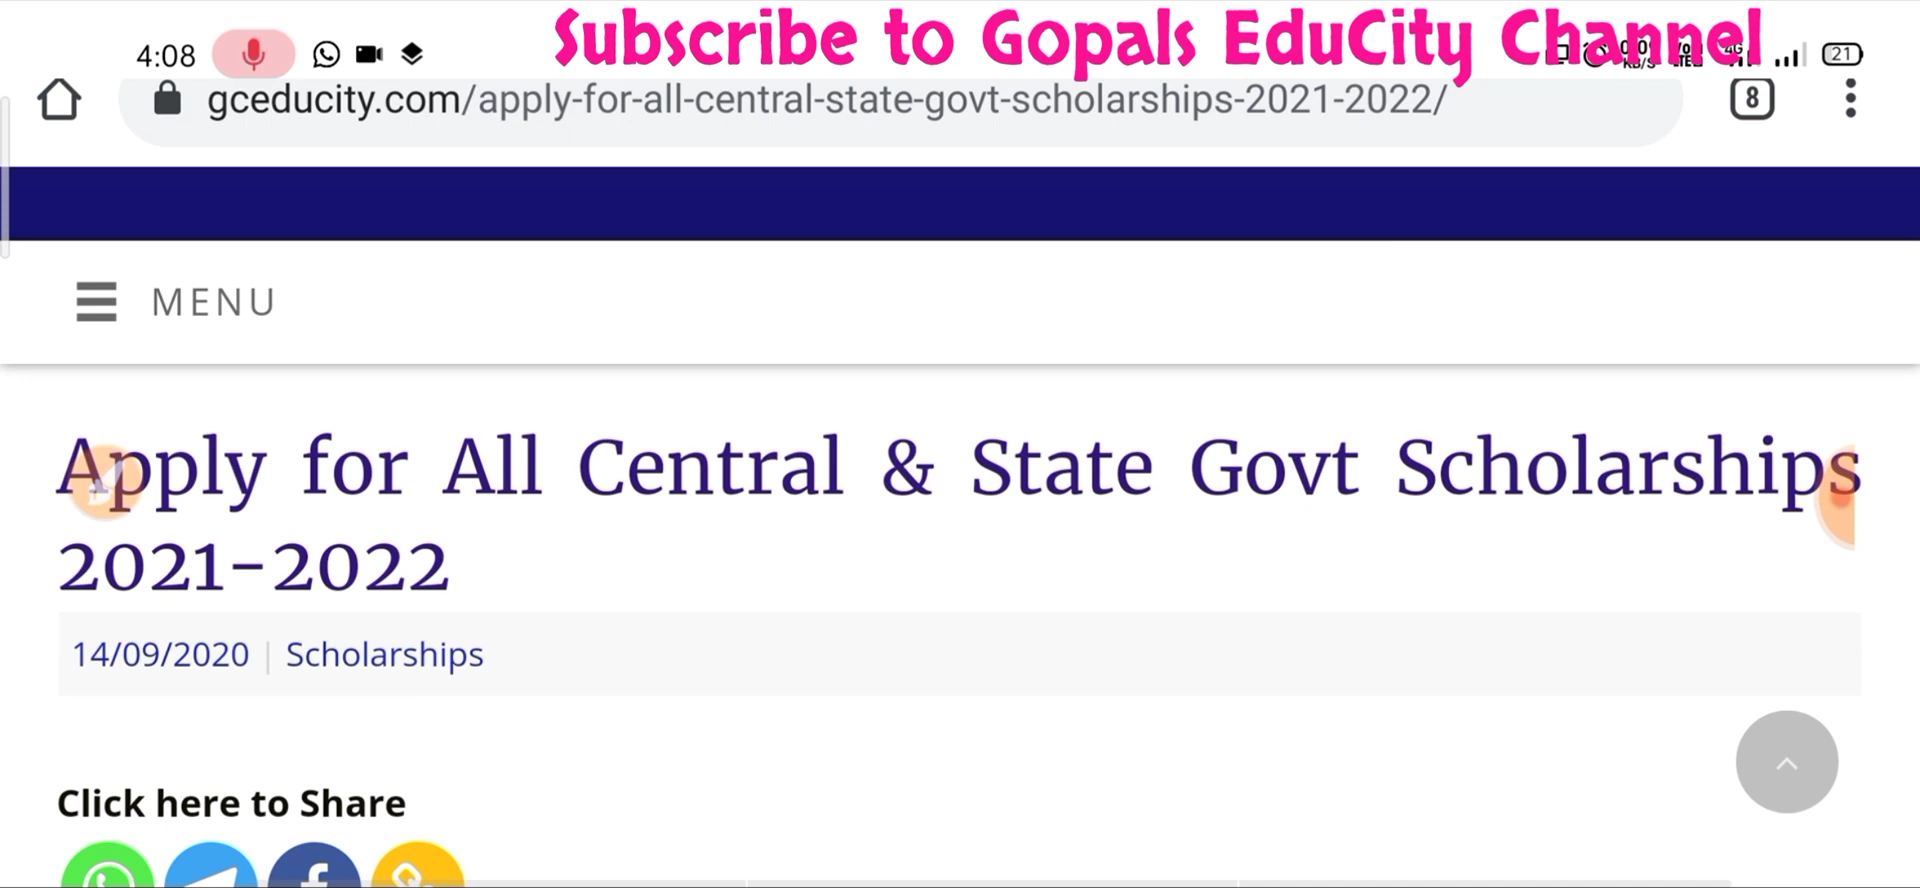 Subscribe to Gopals EduCity Channel
4:08
21
gceducity.com/apply-for-all-central-state-govt-scholarships-2021-2022/
8
MENU
Apply for All Central & State Govt Scholarships
2021-2022
14/09/2020 | Scholarships
Click here to Share